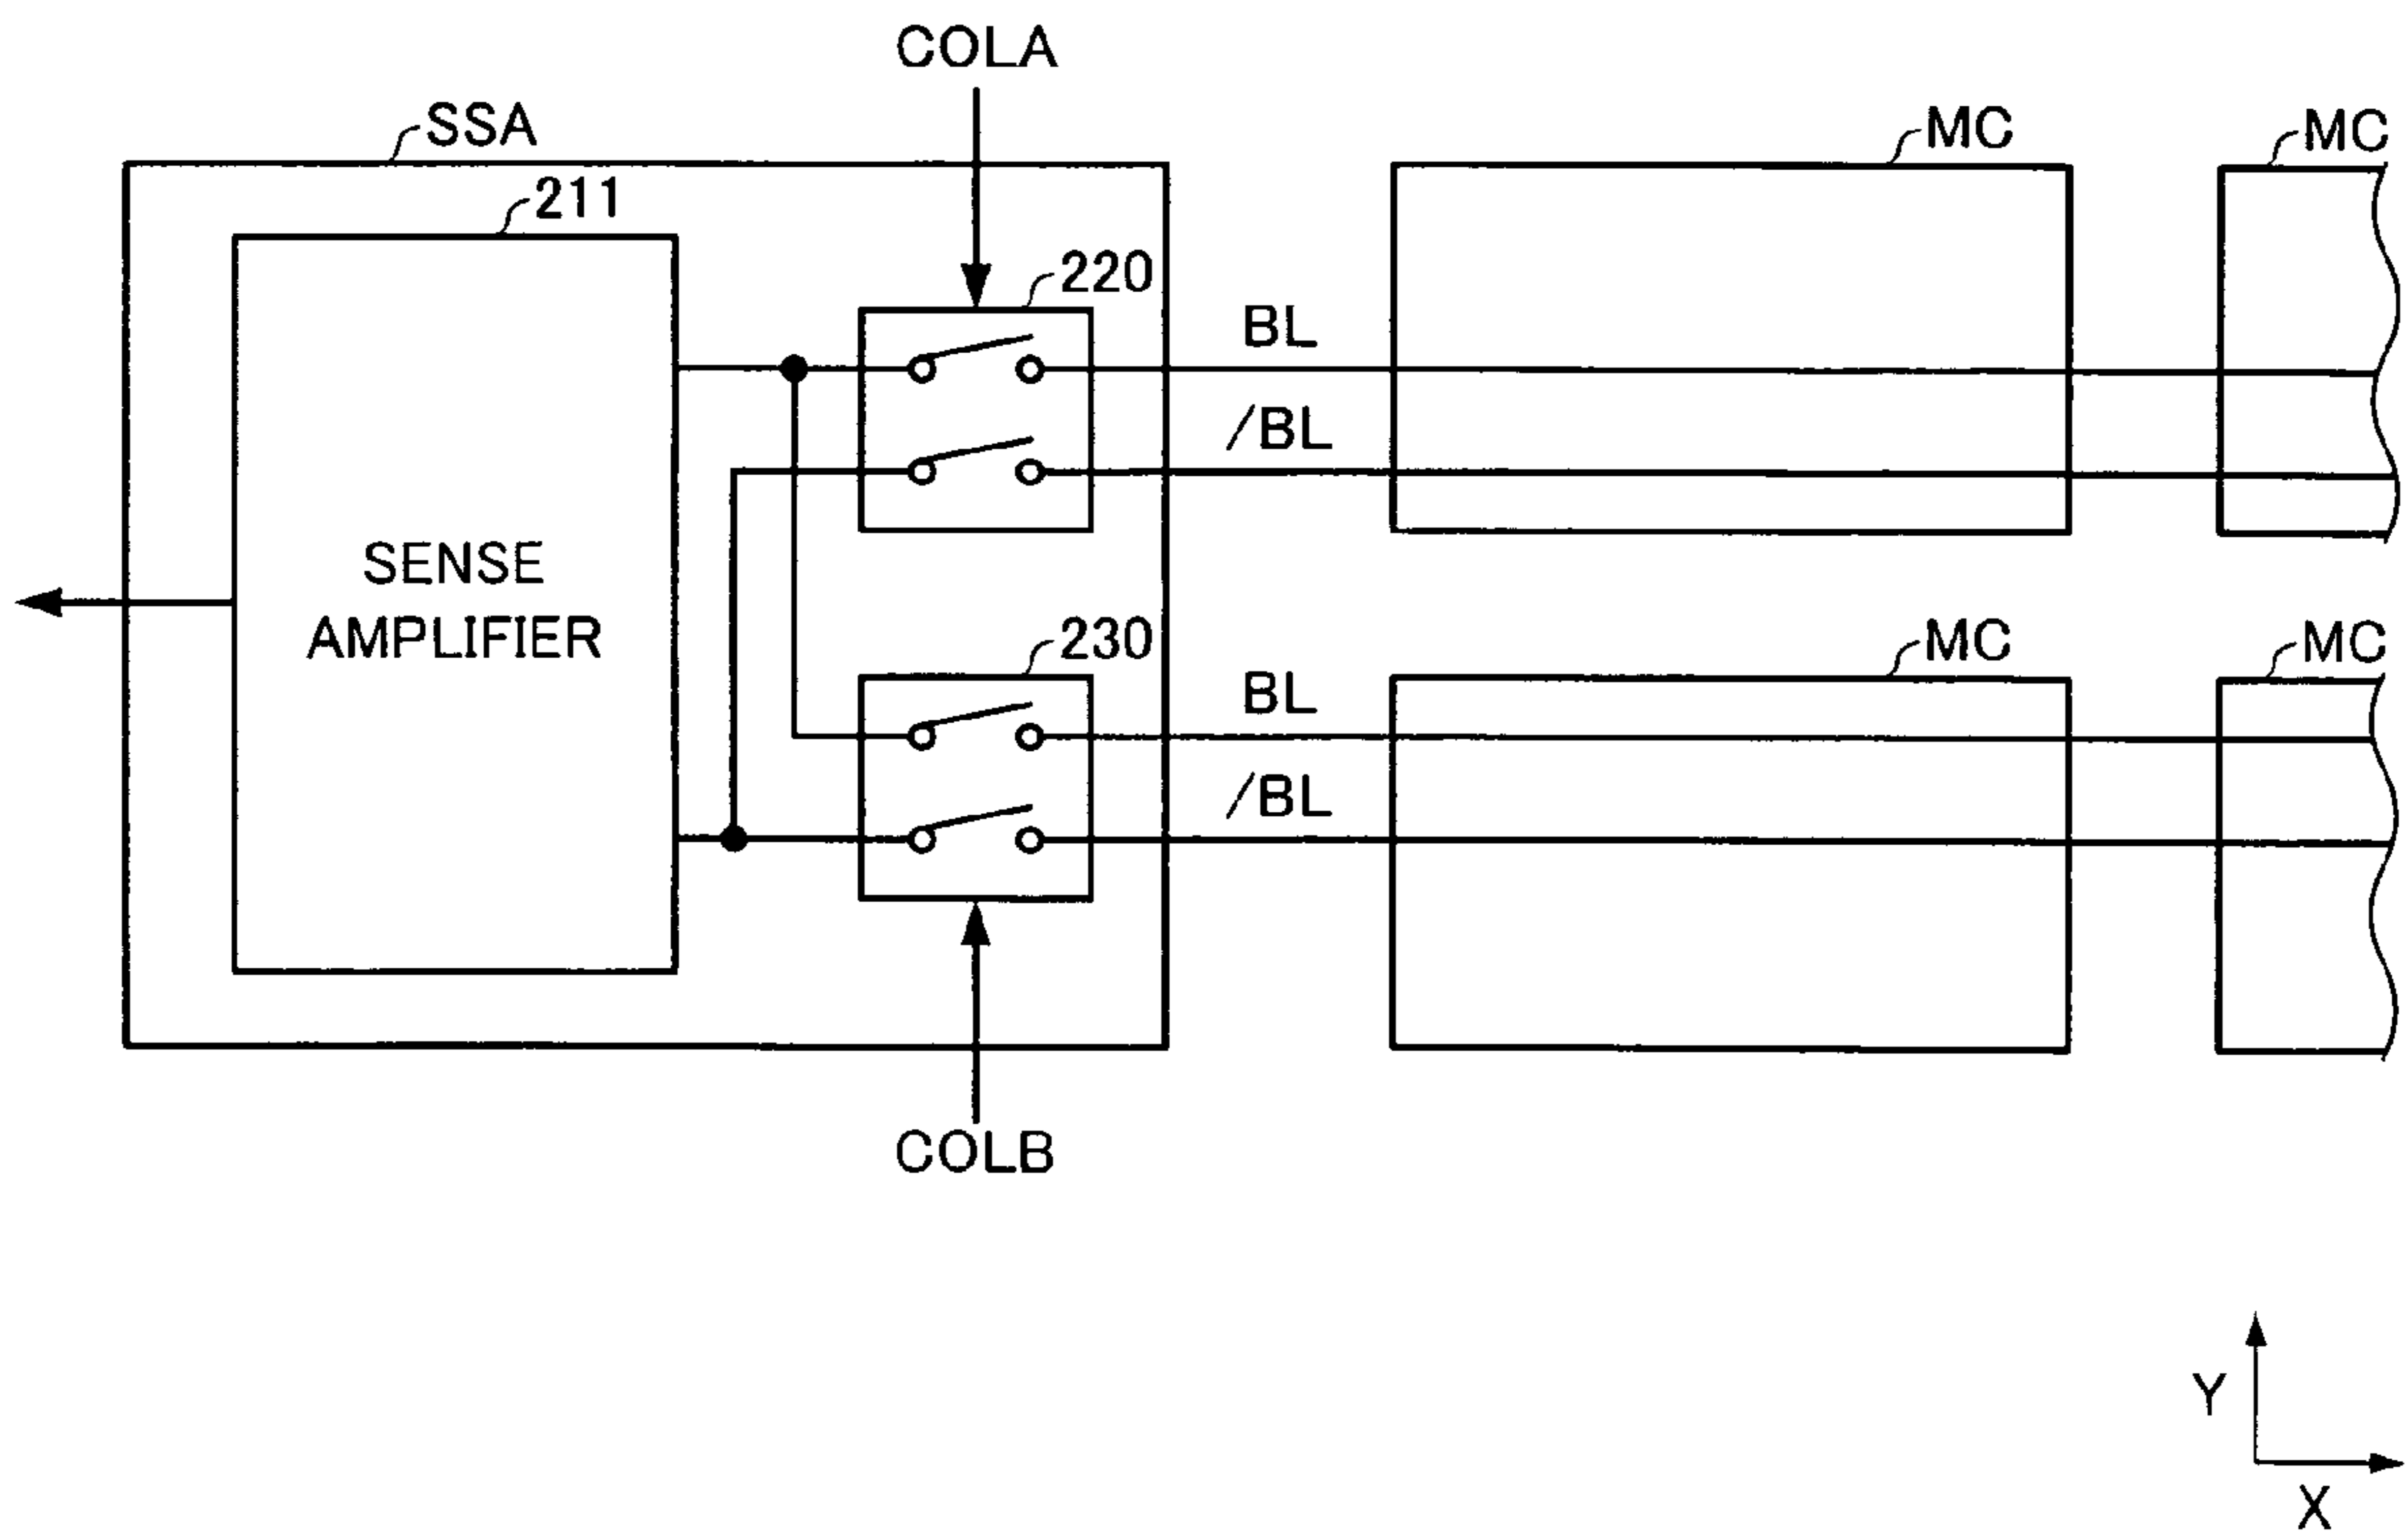 COLA
SSA
MC
MC
211
220
BL
/BL
SENSE
AMPLIFIER
230
MC
MC
BL
/BL
COLB
Y
X